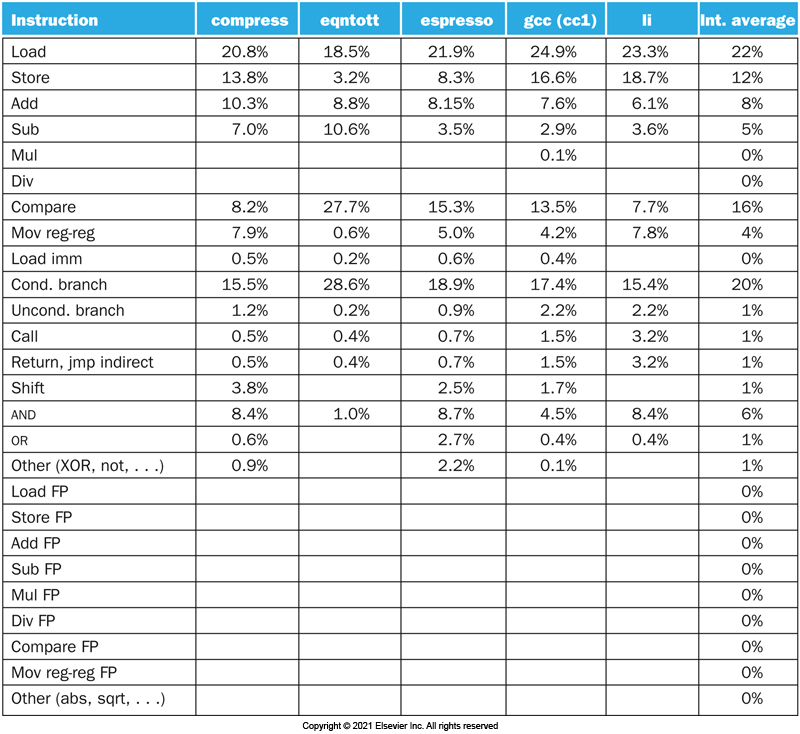 Instruction compress eqntott espresso gcc (cc1) li Int. average
Load 20.8% 18.5% 21.9% 24.9% 23.3% 22%
Store 13.8% 3.2% 8.3% 16.6% 18.7% 12%
Add 10.3% 8.8% 8.15% 7.6% 6.1% 8%
Sub 7.0% 10.6% 3.5% 2.9% 3.6% 5%
Mul 0.1% 0%
Div 0%
Compare 8.2% 27.7% 15.3% 13.5% 7.7% 16%
Mov reg-reg 7.9% 0.6% 5.0% 4.2% 7.8% 4%
Load imm 0.5% 0.2% 0.6% 0.4% 0%
Cond. branch 15.5% 28.6% 18.9% 17.4% 15.4% 20%
Uncond. branch 1.2% 0.2% 0.9% 2.2% 2.2% 1%
Call 0.5% 0.4% 0.7% 1.5% 3.2% 1%
Return, jmp indirect 0.5% 0.4% 0.7% 1.5% 3.2% 1%
Shift 3.8% 2.5% 1.7% 1%
AND 8.4% 1.0% 8.7% 4.5% 8.4% 6%
OR 0.6% 2.7% 0.4% 0.4% 1%
Other (XOR, not, . . .) 0.9% 2.2% 0.1% 1%
Load FP 0%
Store FP 0%
Add FP 0%
Sub FP 0%
Mul FP 0%
Div FP 0%
Compare FP 0%
Mov reg-reg FP 0%
Other (abs, sqrt, . . .) 0%
Copyright © 2021 Elsevier Inc. All rights reserved